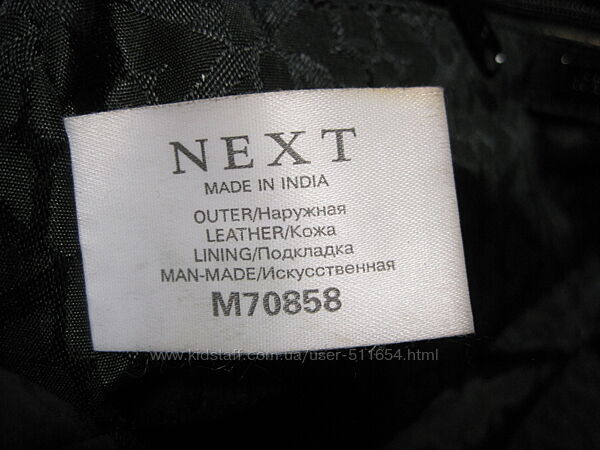 NEXT
MADE IN INDIA
OUTER/Наружная
LEATHER/Кожа
LINING/Подкладка
MAN-MADE/Искусственная
M70858
www.kidstaff.com.ua/user-511654.html